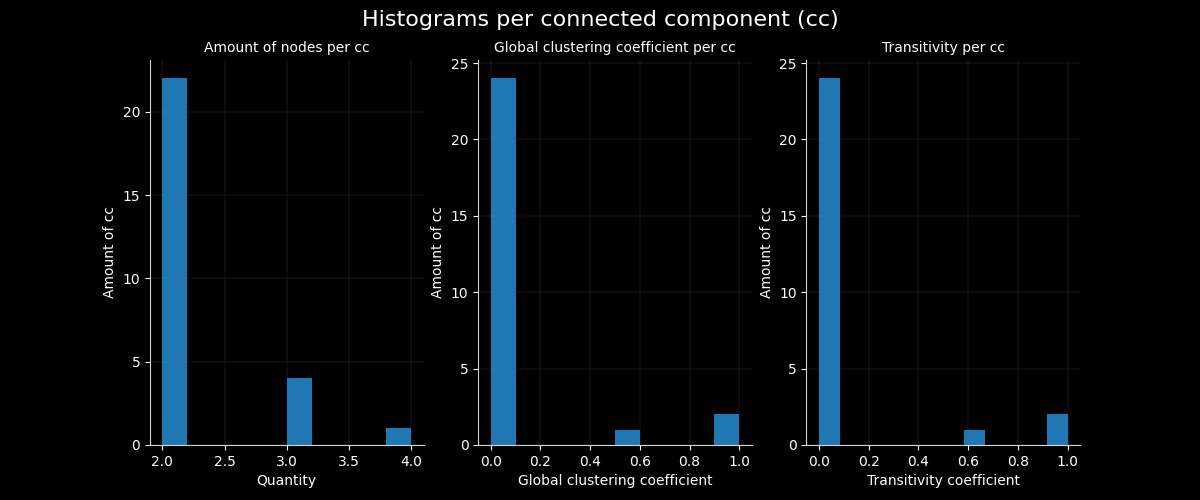 Histograms per connected component (cc)
Amount of nodes per cc
Global clustering coefficient per cc
Transitivity per cc
Amount of cc
20
15
10
5
0
2.0 2.5 3.0 3.5 4.0
Quantity
Amount of cc
25
20
15
10
5
0
0.0 0.2 0.4 0.6 0.8 1.0
Global clustering coefficient
Amount of cc
25
20
15
10
5
0
0.0 0.2 0.4 0.6 0.8 1.0
Transitivity coefficient